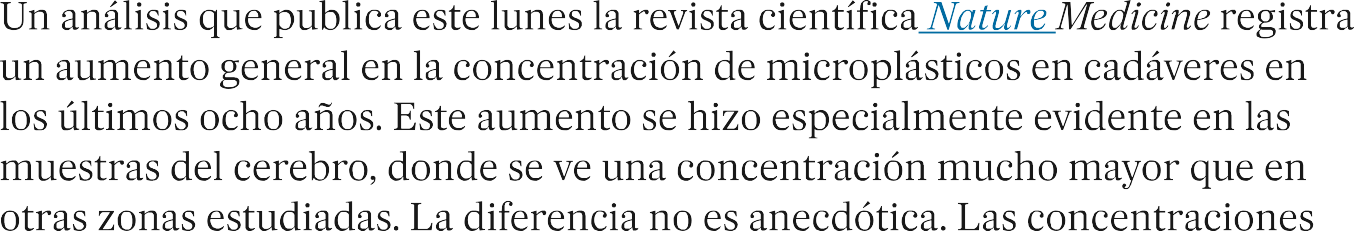 Un análisis que publica este lunes la revista científica Nature Medicine registra
un aumento general en la concentración de microplásticos en cadáveres en
los últimos ocho años. Este aumento se hizo especialmente evidente en las
muestras del cerebro, donde se ve una concentración mucho mayor que en
otras zonas estudiadas. La diferencia no es anecdótica. Las concentraciones